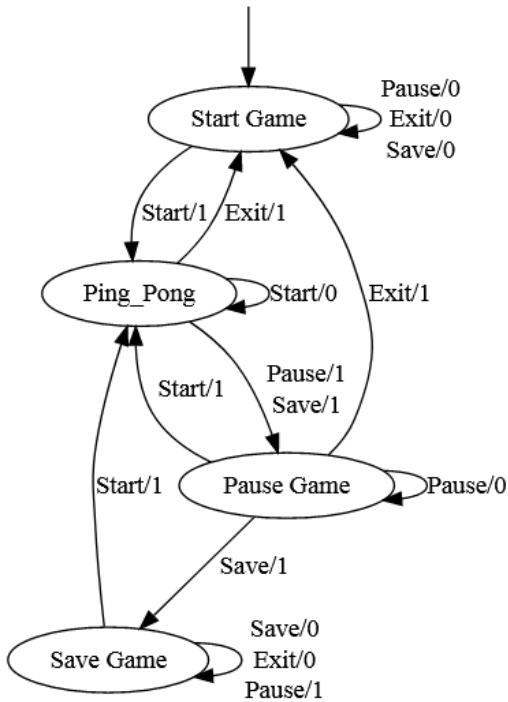 Pause/0
Exit/0
Save/0
Start Game
Start/1
Exit/1
Ping_Pong
Start/0
Exit/1
Start/1
Pause/1
Save/1
Start/1
Pause Game
Pause/0
Save/1
Save Game
Save/0
Exit/0
Pause/1